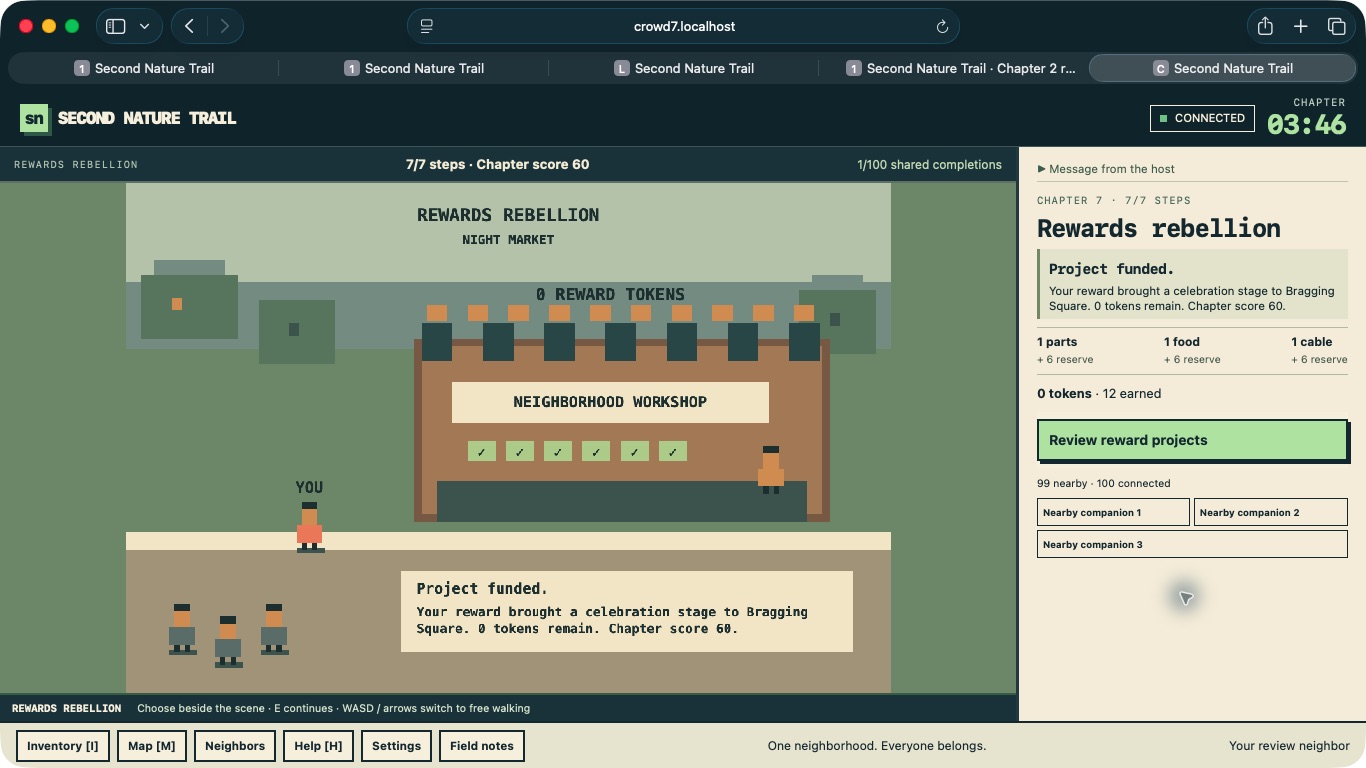 crowd7.localhost
1 Second Nature Trail
1 Second Nature Trail
L Second Nature Trail
1 Second Nature Trail · Chapter 2 r...
C Second Nature Trail
sn SECOND NATURE TRAIL
CONNECTED
CHAPTER
03:46
REWARDS REBELLION
7/7 steps · Chapter score 60
1/100 shared completions
REWARDS REBELLION
NIGHT MARKET
0 REWARD TOKENS
NEIGHBORHOOD WORKSHOP
✓ ✓ ✓ ✓ ✓ ✓
YOU
Project funded.
Your reward brought a celebration stage to Bragging
Square. 0 tokens remain. Chapter score 60.
REWARDS REBELLION Choose beside the scene · E continues · WASD / arrows switch to free walking
Message from the host
CHAPTER 7 · 7/7 STEPS
Rewards rebellion
Project funded.
Your reward brought a celebration stage to Bragging
Square. 0 tokens remain. Chapter score 60.
1 parts
+ 6 reserve
1 food
+ 6 reserve
1 cable
+ 6 reserve
0 tokens · 12 earned
Review reward projects
99 nearby · 100 connected
Nearby companion 1
Nearby companion 2
Nearby companion 3
Inventory [I]
Map [M]
Neighbors
Help [H]
Settings
Field notes
One neighborhood. Everyone belongs.
Your review neighbor